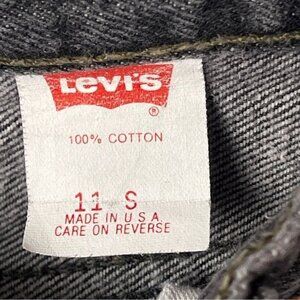 LEVI'S
®
100% COTTON
11 S
MADE IN U.S.A.
CARE ON REVERSE